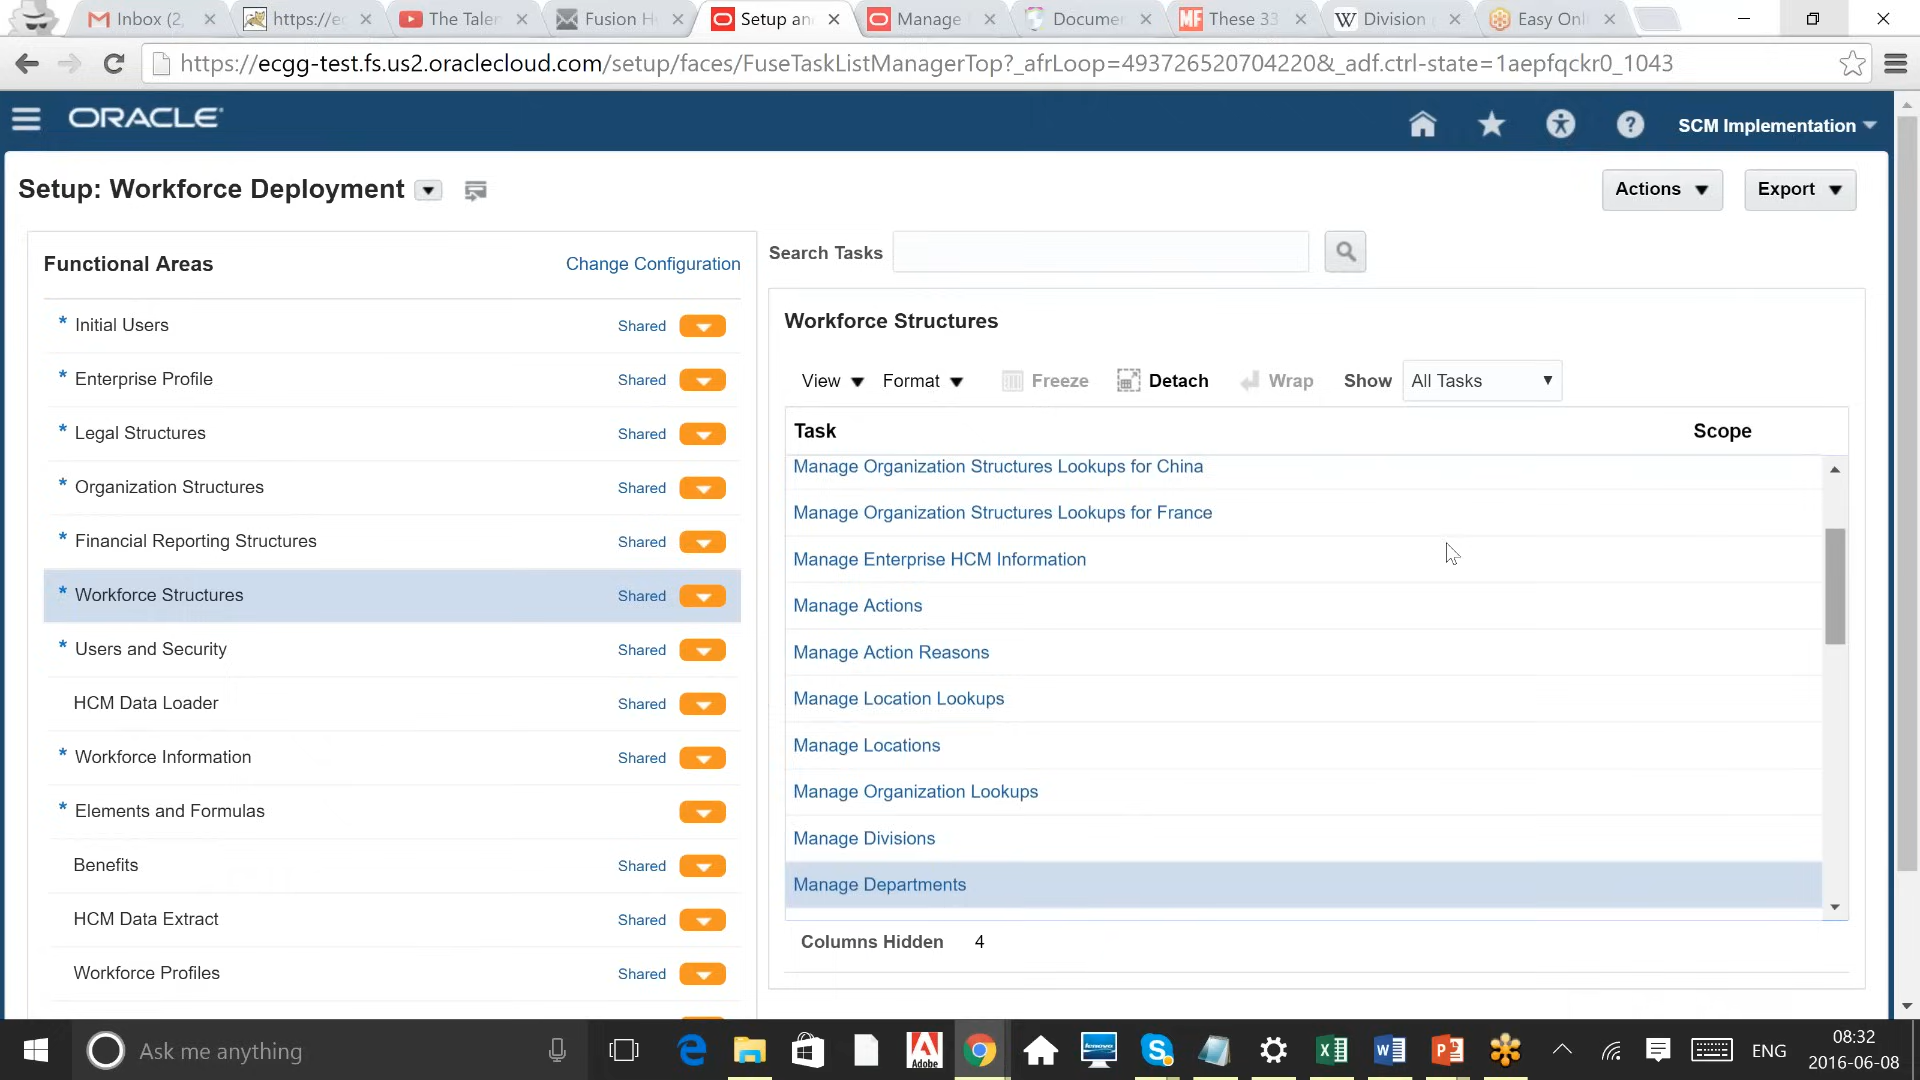 Inbox (2,
https://ec
The Taler
Fusion H
Setup an
Manage
Docume
These 33
Division
Easy Onl
https://ecgg-test.fs.us2.oraclecloud.com/setup/faces/FuseTaskListManagerTop?_afrLoop=493726520704220&_adf.ctrl-state=1aepfqckr0_1043
ORACLE
SCM Implementation
Setup: Workforce Deployment
Actions
Export
Functional Areas
Change Configuration
* Initial Users Shared
* Enterprise Profile Shared
* Legal Structures Shared
* Organization Structures Shared
* Financial Reporting Structures Shared
* Workforce Structures Shared
* Users and Security Shared
HCM Data Loader Shared
* Workforce Information Shared
* Elements and Formulas
Benefits Shared
HCM Data Extract Shared
Workforce Profiles Shared
Search Tasks
Workforce Structures
View Format Freeze Detach Wrap Show All Tasks
Task Scope
Manage Organization Structures Lookups for China
Manage Organization Structures Lookups for France
Manage Enterprise HCM Information
Manage Actions
Manage Action Reasons
Manage Location Lookups
Manage Locations
Manage Organization Lookups
Manage Divisions
Manage Departments
Columns Hidden 4
Ask me anything
Adobe
ENG
08:32
2016-06-08